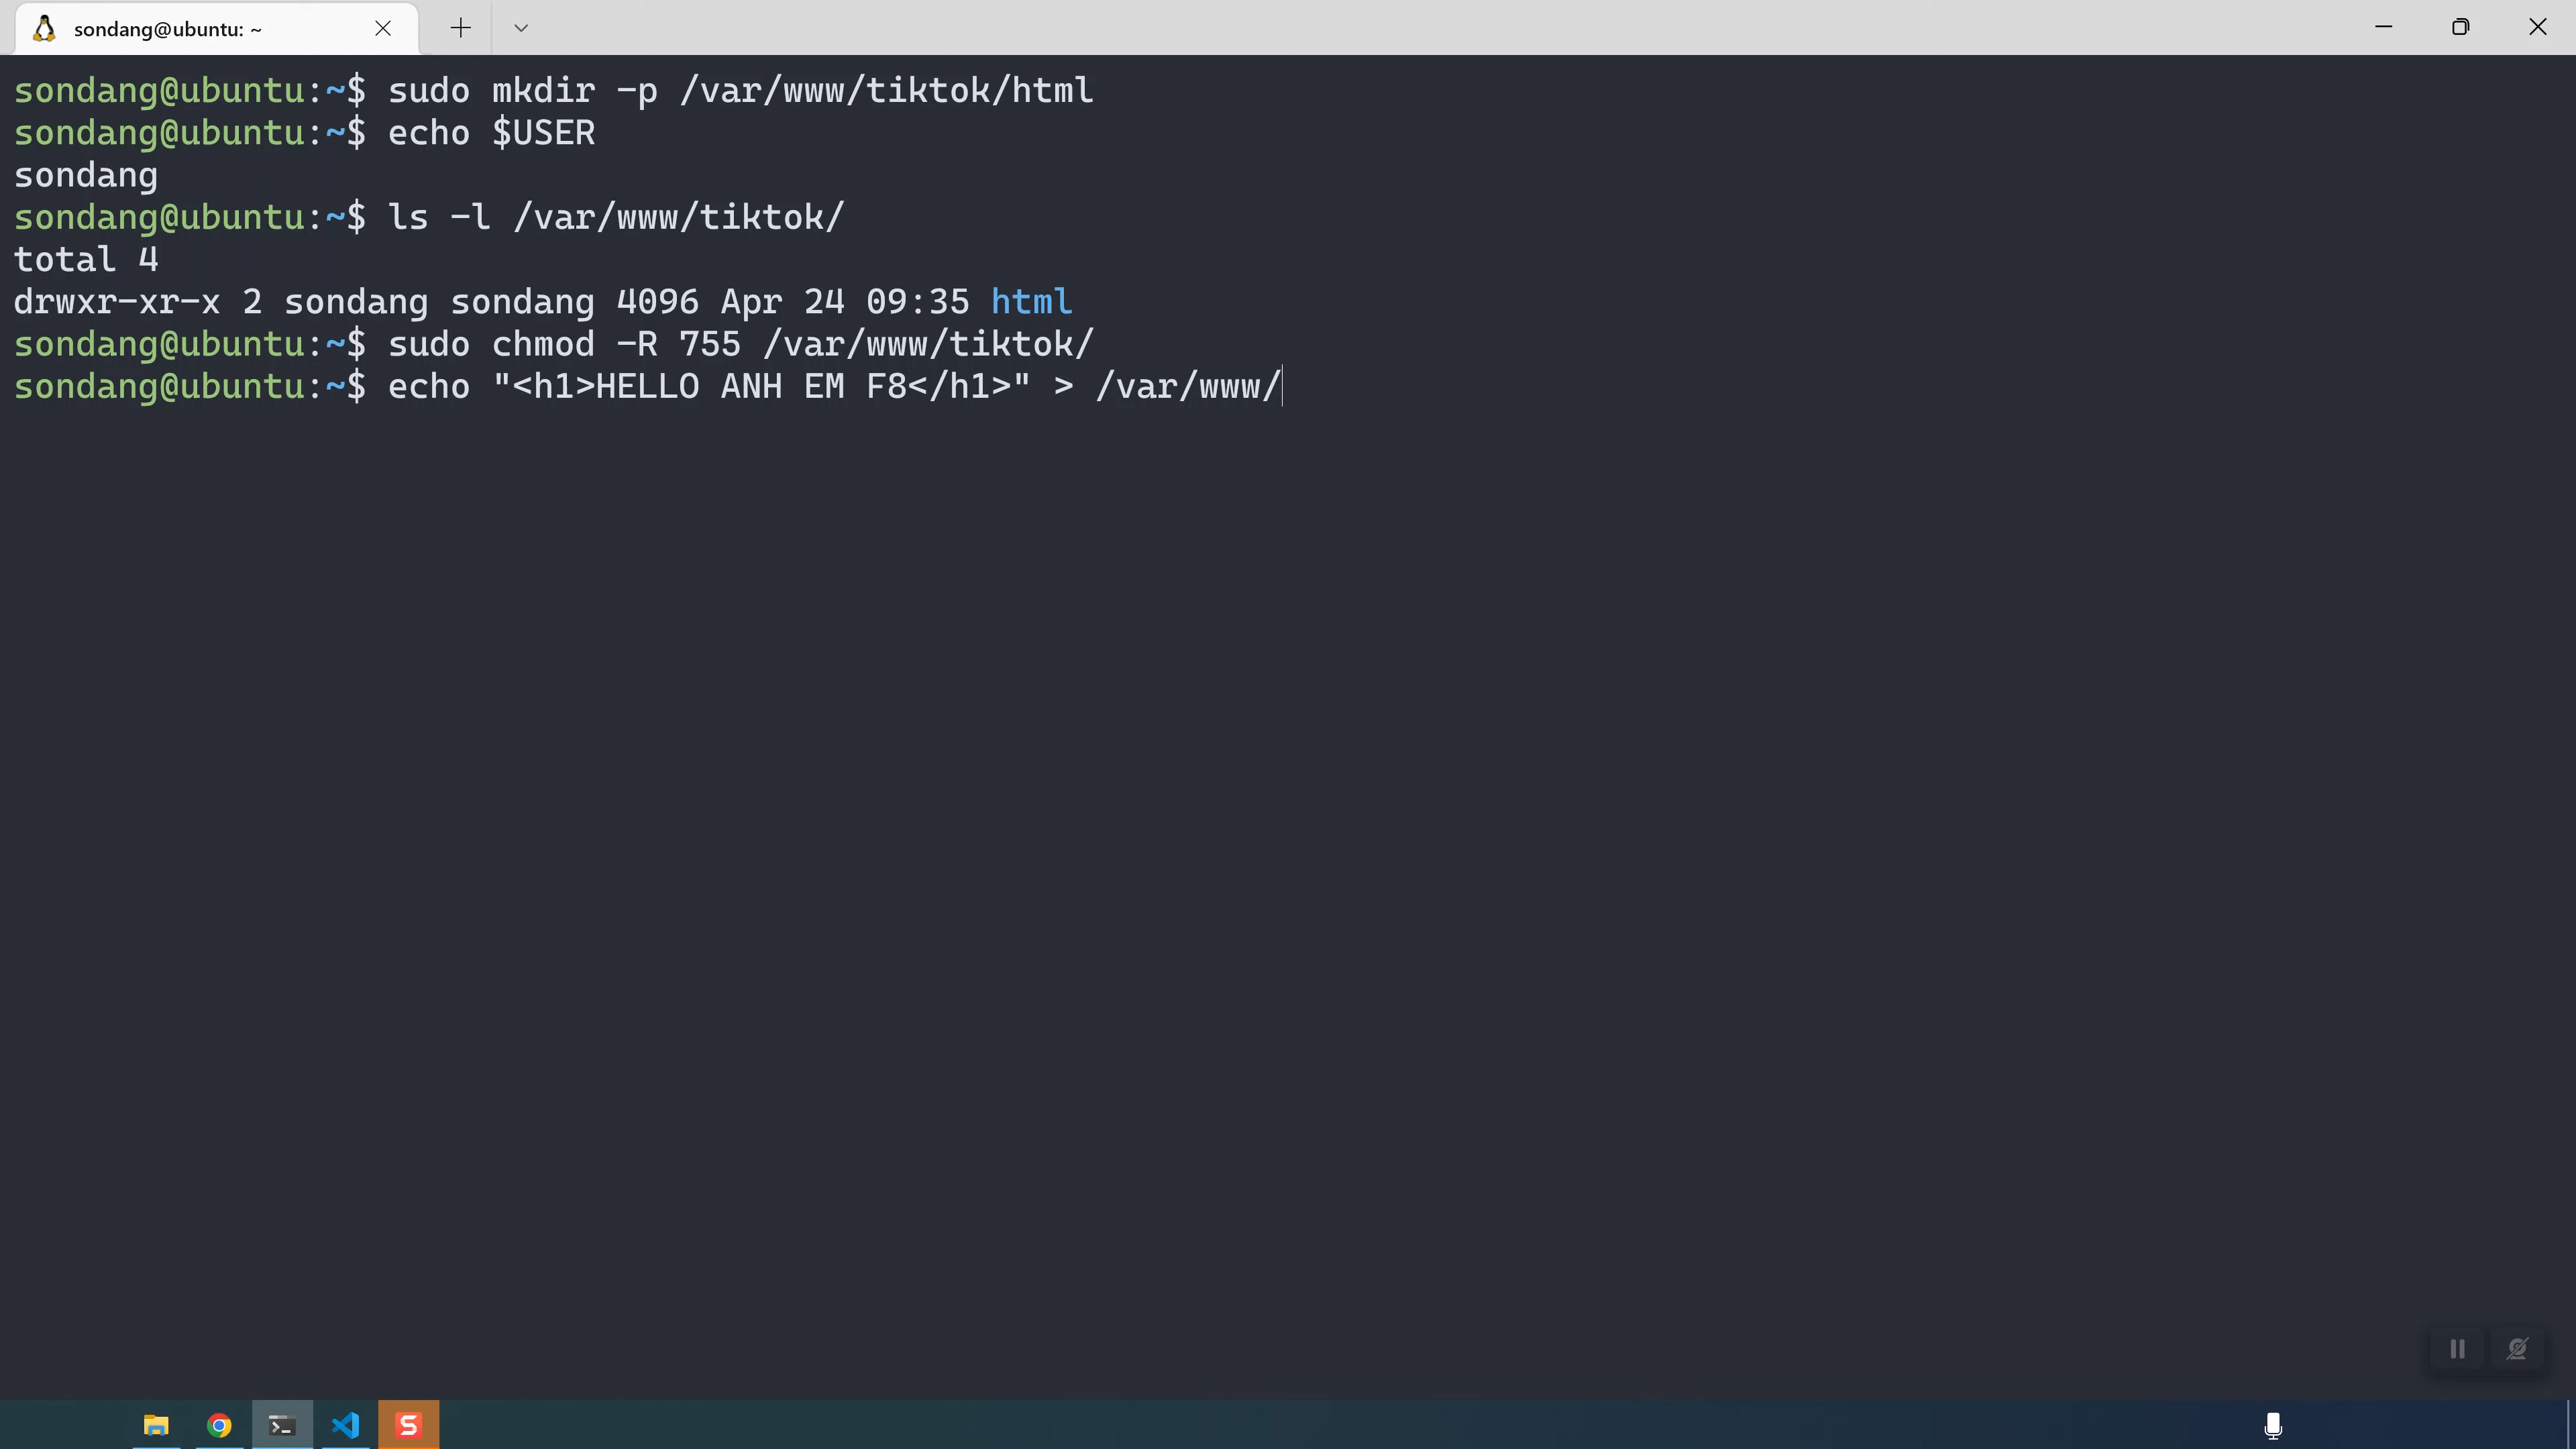 sondang@ubuntu: ~
sondang@ubuntu:~$ sudo mkdir -p /var/www/tiktok/html
sondang@ubuntu:~$ echo $USER
sondang
sondang@ubuntu:~$ ls -l /var/www/tiktok/
total 4
drwxr-xr-x 2 sondang sondang 4096 Apr 24 09:35 html
sondang@ubuntu:~$ sudo chmod -R 755 /var/www/tiktok/
sondang@ubuntu:~$ echo "<h1>HELLO ANH EM F8</h1>" > /var/www/